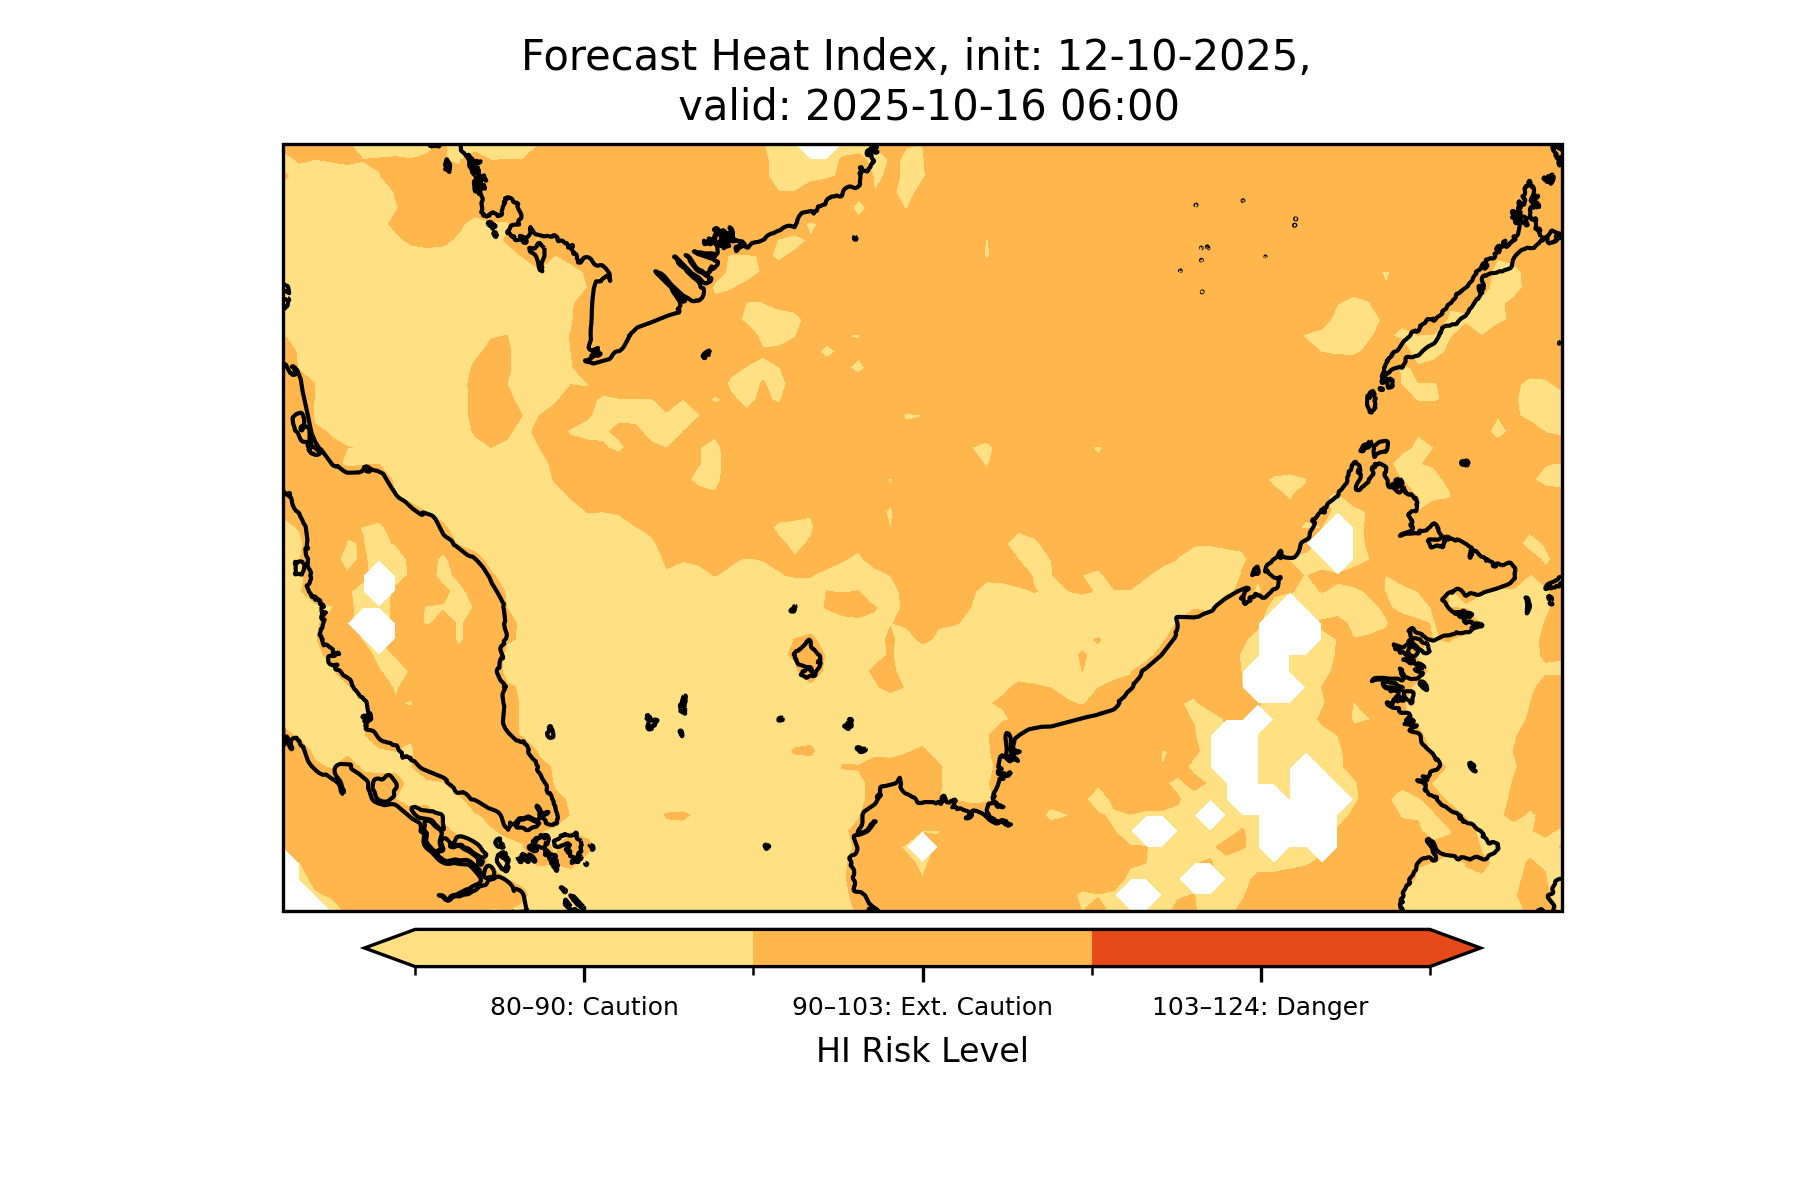 Forecast Heat Index, init: 12-10-2025,
valid: 2025-10-16 06:00
80–90: Caution
90–103: Ext. Caution
103–124: Danger
HI Risk Level